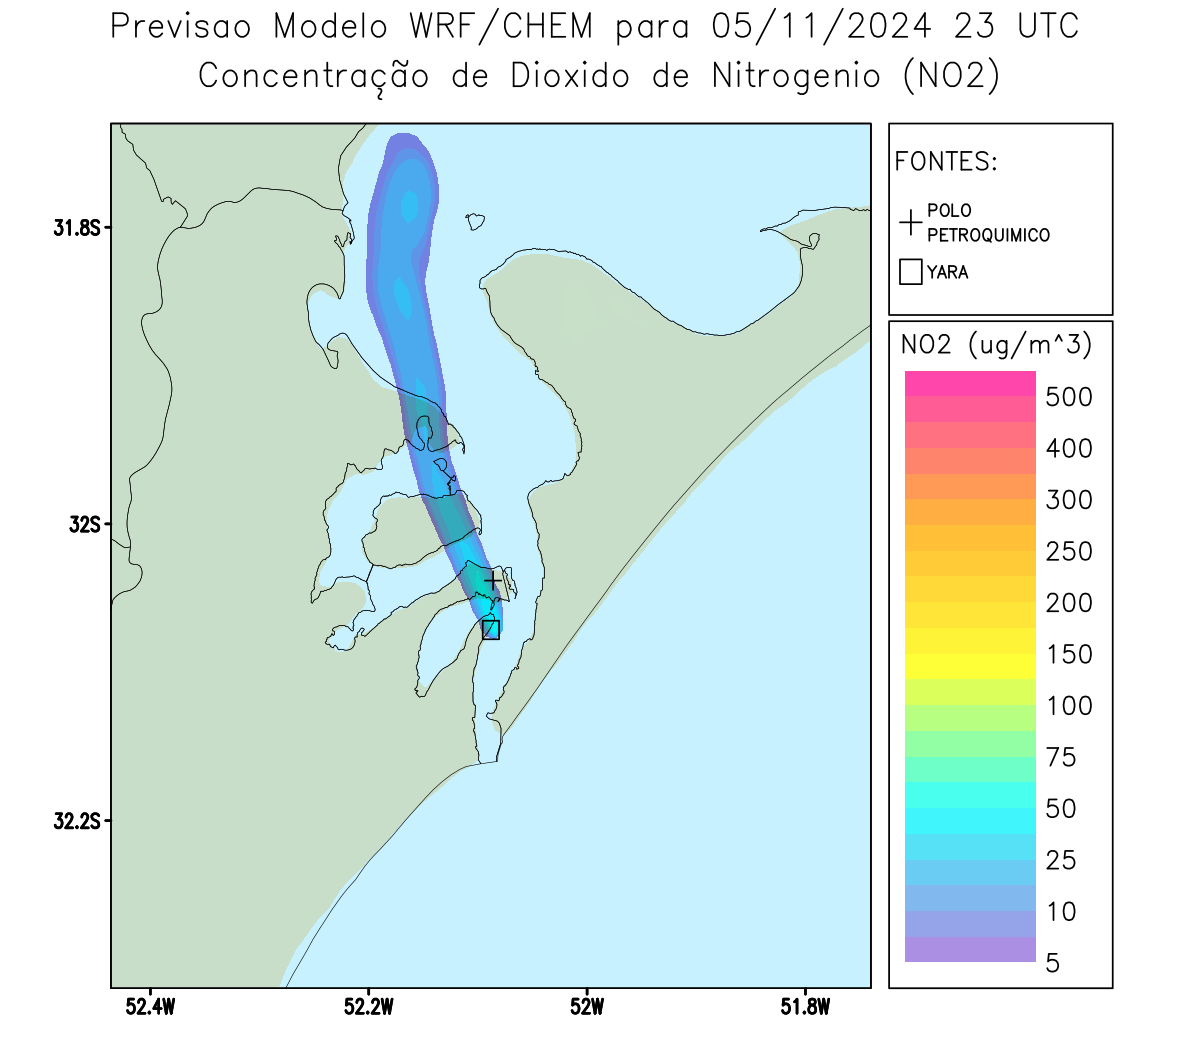 Previsao Modelo WRF/CHEM para 05/11/2024 23 UTC
Concentração de Dioxido de Nitrogenio (NO2)
FONTES:
POLO
PETROQUIMICO
YARA
NO2 (ug/m^3)
500
400
300
250
200
150
100
75
50
25
10
5
31.8S
32S
32.2S
52.4W
52.2W
52W
51.8W